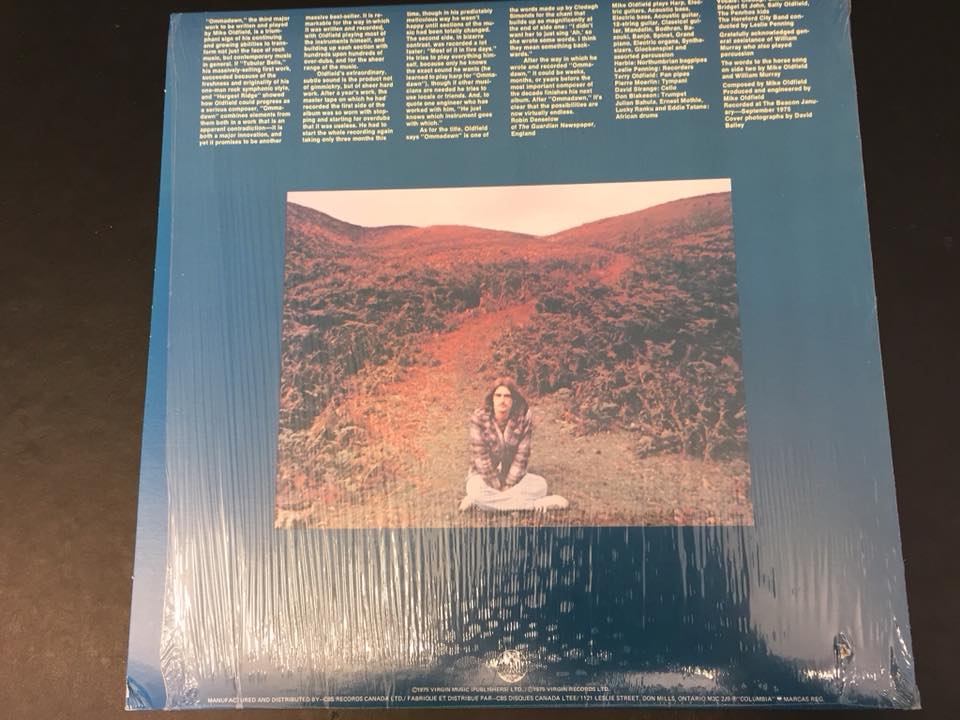 "Ommadawn," the third major
work to be written and played
by Mike Oldfield, is a trium-
phant sign of his continuing
and growing abilities to trans-
form not just the face of rock
music, but contemporary music
in general. If "Tubular Bells,"
his massively-selling first work,
succeeded because of the
freshness and originality of his
one-man rock symphonic style,
and "Hergest Ridge" showed
how Oldfield could progress as
a serious composer, "Omma-
dawn" combines elements from
them both in a work that is an
apparent contradiction—it is
both a major innovation, and
yet it promises to be another
massive best-seller. It is re-
markable for the way in which
it was written and recorded,
with Oldfield playing most of
the instruments himself, and
building up each section with
hundreds upon hundreds of
over-dubs, and for the sheer
range of the music.
Oldfield's extraordinary,
subtle sound is the product not
of gimmickry, but of sheer hard
work. After a year's work, the
master tape on which he had
recorded the first side of the
album was so worn with stop-
ping and starting for overdubs
that it was useless. He had to
start the whole recording again
taking only three months this
time, though in his predictably
meticulous way he wasn't
happy until sections of the mu-
sic had been totally changed.
The second side, in bizarre
contrast, was recorded a lot
faster; "Most of it in five days."
He tries to play everything him-
self, because only he knows
the exact sound he wants (he
learned to play harp for "Omma-
dawn"), though if other musi-
cians are needed he tries to
use locals or friends. And, to
quote one engineer who has
worked with him, "He just
knows which instrument goes
with which."
As for the title, Oldfield
says "Ommadawn" is one of
the words made up by Clodagh
Simonds for the chant that
builds up so magnificently at
the end of side one: "I didn't
want her to just sing 'Ah,' so
she wrote some words. I think
they mean something back-
wards."
After the way in which he
wrote and recorded "Omma-
dawn," it could be weeks,
months, or years before the
most important composer of
the decade finishes his next
album. After "Ommadawn," it's
clear that the possibilities are
now virtually endless.
Robin Denselow
of The Guardian Newspaper,
England
Mike Oldfield plays Harp, Elec-
tric guitars, Acoustic bass,
Electric bass, Acoustic guitar,
12-string guitar, Classical gui-
tar, Mandolin, Bodhran, Bou-
zouki, Banjo, Spinet, Grand
piano, Electric organs, Synthe-
sizers, Glockenspiel and
assorted percussion
Herbie: Northumbrian bagpipes
Leslie Penning: Recorders
Terry Oldfield: Pan pipes
Pierre Moerlin: Tympani
David Strange: Cello
Don Blakeson: Trumpet
Julian Bahula, Ernest Mothle,
Lucky Ranku and Eddie Tatane:
African drums
Bridget St John, Sally Oldfield,
The Penrhos kids
The Hereford City Band con-
ducted by Leslie Penning
Gratefully acknowledged gen-
eral assistance of William
Murray who also played
percussion
The words to the horse song
on side two by Mike Oldfield
and William Murray
Composed by Mike Oldfield
Produced and engineered by
Mike Oldfield
Recorded at The Beacon Janu-
ary—September 1975
Cover photographs by David
Bailey
©1975 VIRGIN MUSIC (PUBLISHERS) LTD./℗1975 VIRGIN RECORDS LTD.
MANUFACTURED AND DISTRIBUTED BY—CBS RECORDS CANADA LTD./ FABRIQUE ET DISTRIBUE PAR—CBS DISQUES CANADA LTEE./ 1121 LESLIE STREET, DON MILLS, ONTARIO M3C 2J9 ® "COLUMBIA" MARCAS REG.